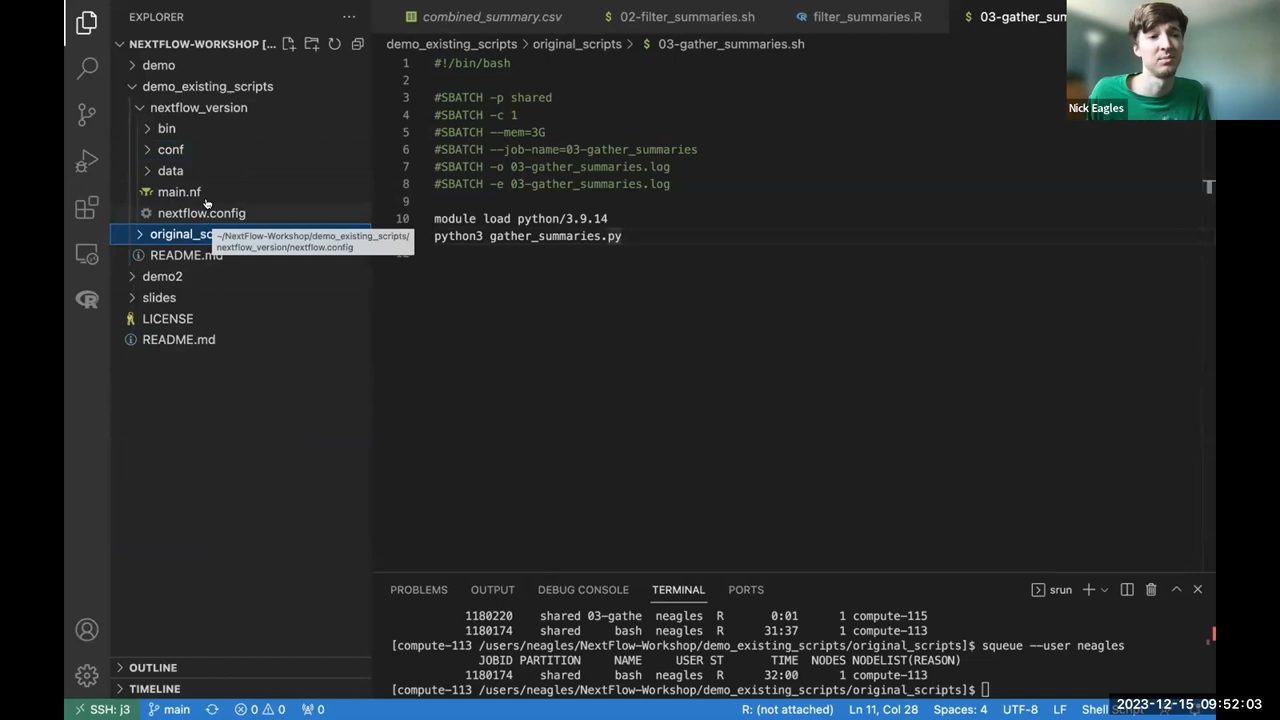 EXPLORER
NEXTFLOW-WORKSHOP [...
demo
demo_existing_scripts
nextflow_version
bin
conf
data
main.nf
nextflow.config
original_sc
~/NextFlow-Workshop/demo_existing_scripts/
nextflow_version/nextflow.config
README.md
demo2
slides
LICENSE
README.md
OUTLINE
TIMELINE
combined_summary.csv
02-filter_summaries.sh
filter_summaries.R
03-gather_sum
demo_existing_scripts > original_scripts > $ 03-gather_summaries.sh
1 #!/bin/bash
2
3 #SBATCH -p shared
4 #SBATCH -c 1
5 #SBATCH --mem=3G
6 #SBATCH --job-name=03-gather_summaries
7 #SBATCH -o 03-gather_summaries.log
8 #SBATCH -e 03-gather_summaries.log
9
10 module load python/3.9.14
python3 gather_summaries.py
Nick Eagles
PROBLEMS OUTPUT DEBUG CONSOLE TERMINAL PORTS
srun
1180220 shared 03-gathe neagles R 0:01 1 compute-115
1180174 shared bash neagles R 31:37 1 compute-113
[compute-113 /users/neagles/NextFlow-Workshop/demo_existing_scripts/original_scripts]$ squeue --user neagles
JOBID PARTITION NAME USER ST TIME NODES NODELIST(REASON)
1180174 shared bash neagles R 32:00 1 compute-113
[compute-113 /users/neagles/NextFlow-Workshop/demo_existing_scripts/original_scripts]$
SSH: j3 main 0 0 0 R: (not attached) Ln 11, Col 28 Spaces: 4 UTF-8 LF Shell
2023-12-15 09:52:03